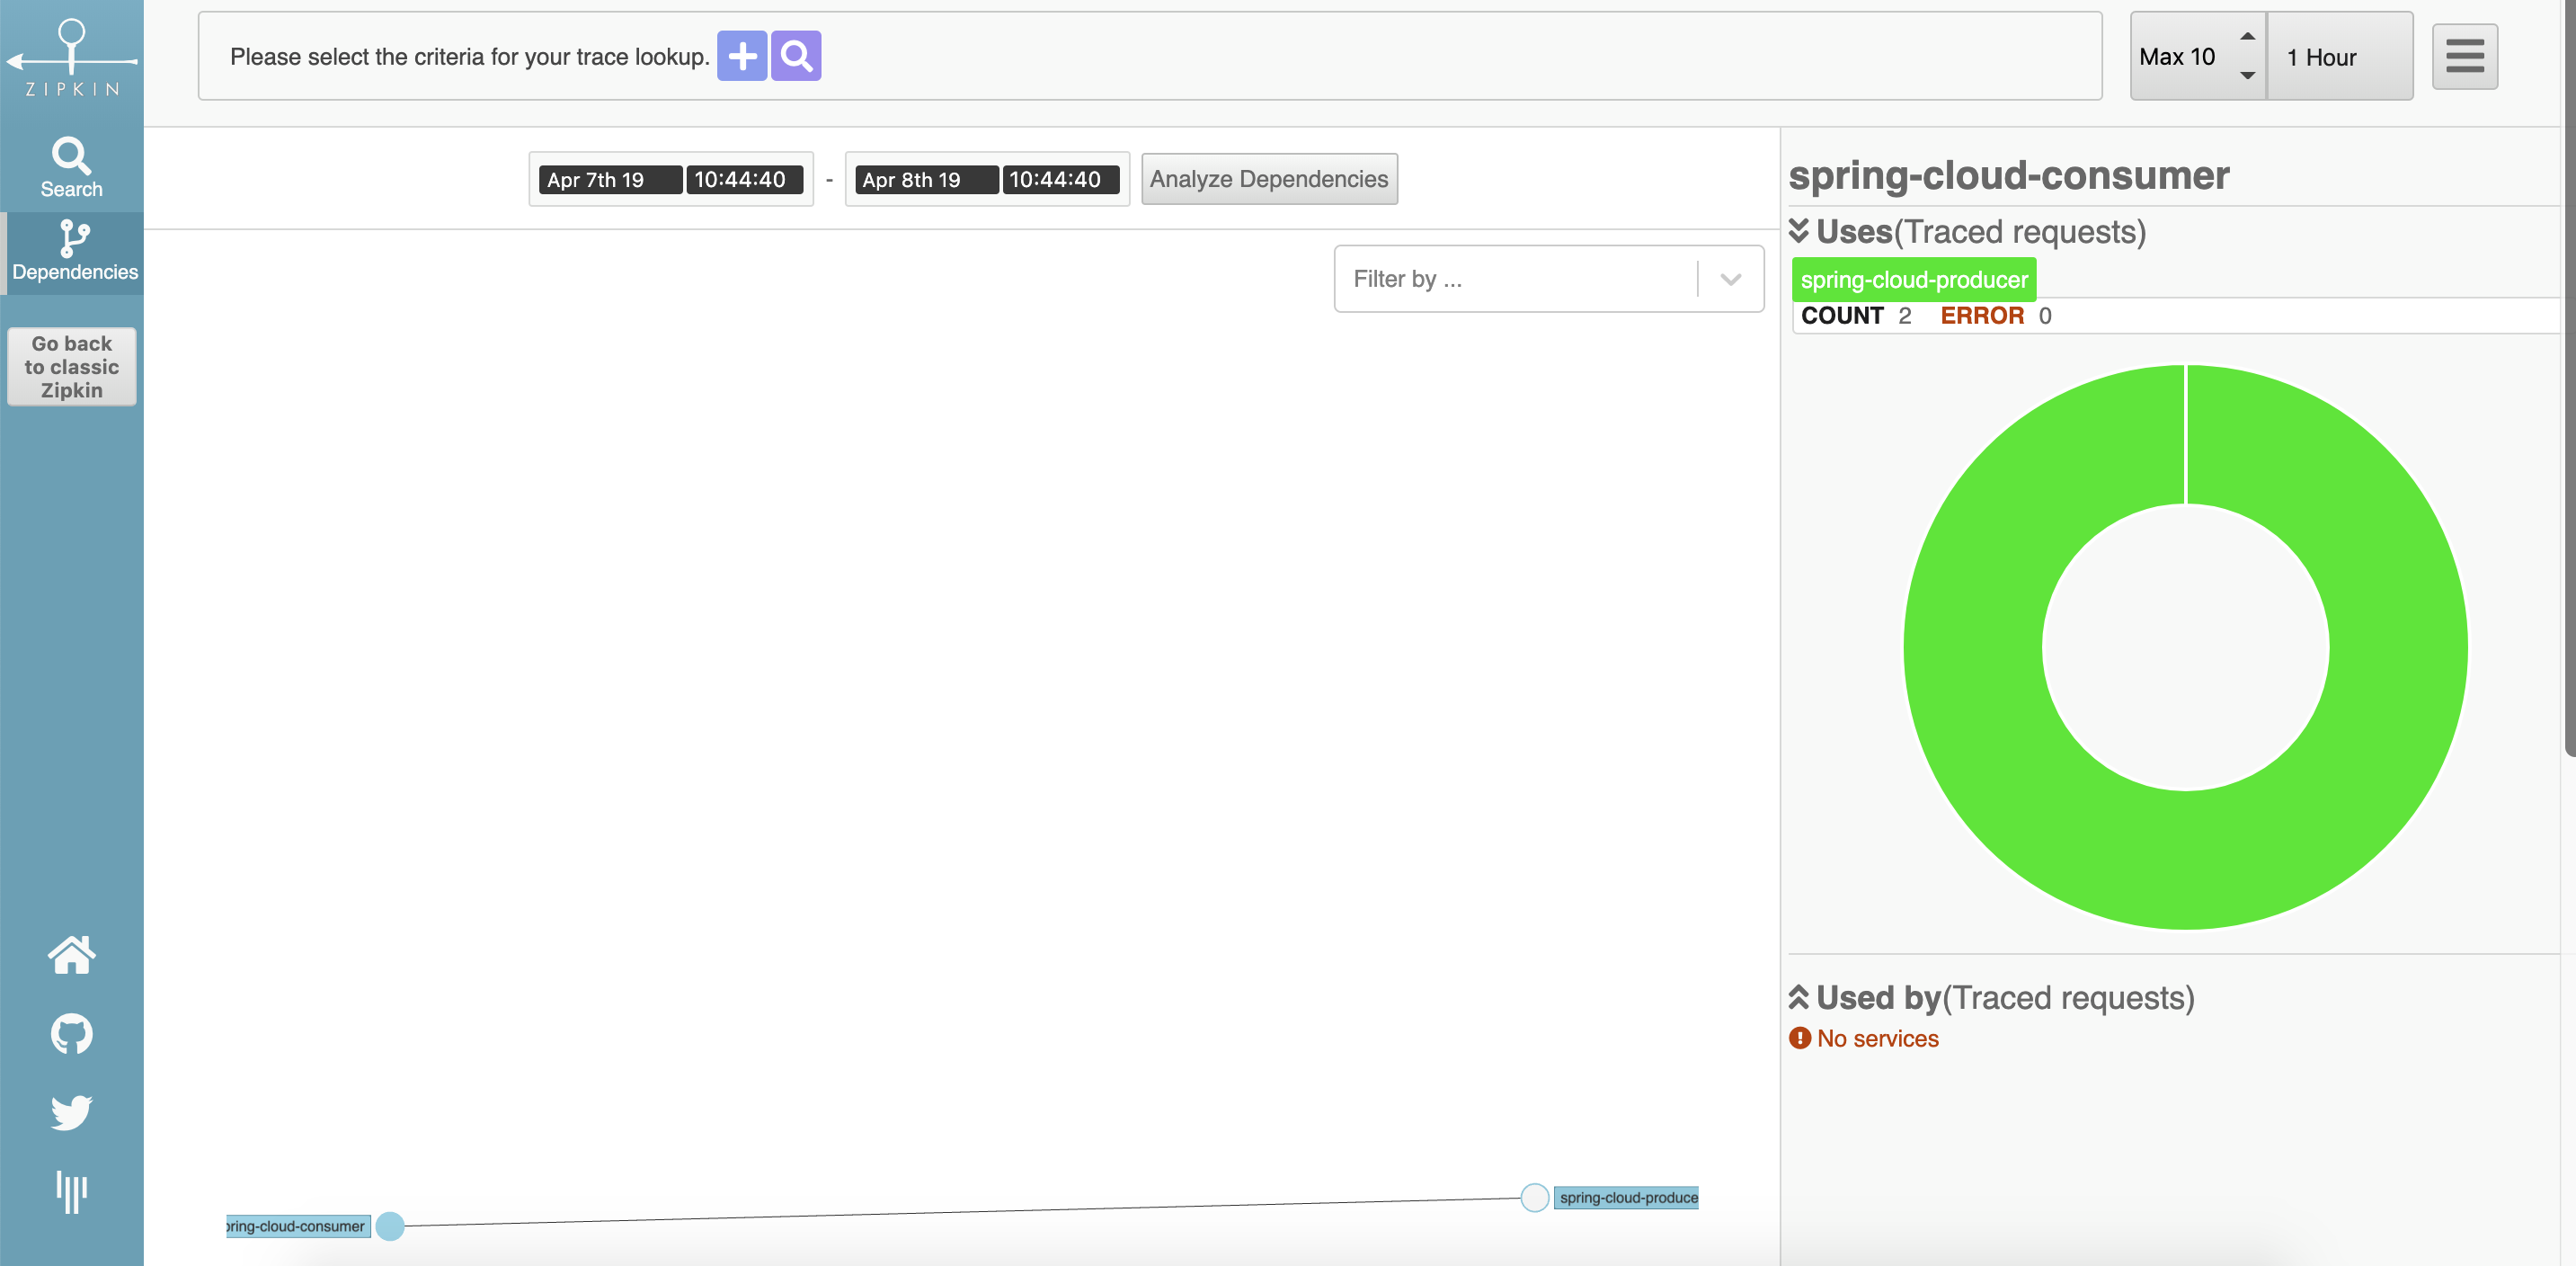 ZIPKIN
Search
Dependencies
Go back
to classic
Zipkin
Please select the criteria for your trace lookup.
Max 10
1 Hour
Apr 7th 19 10:44:40 - Apr 8th 19 10:44:40 Analyze Dependencies
Filter by ...
pring-cloud-consumer
spring-cloud-produce
spring-cloud-consumer
Uses(Traced requests)
spring-cloud-producer
COUNT 2 ERROR 0
Used by(Traced requests)
No services